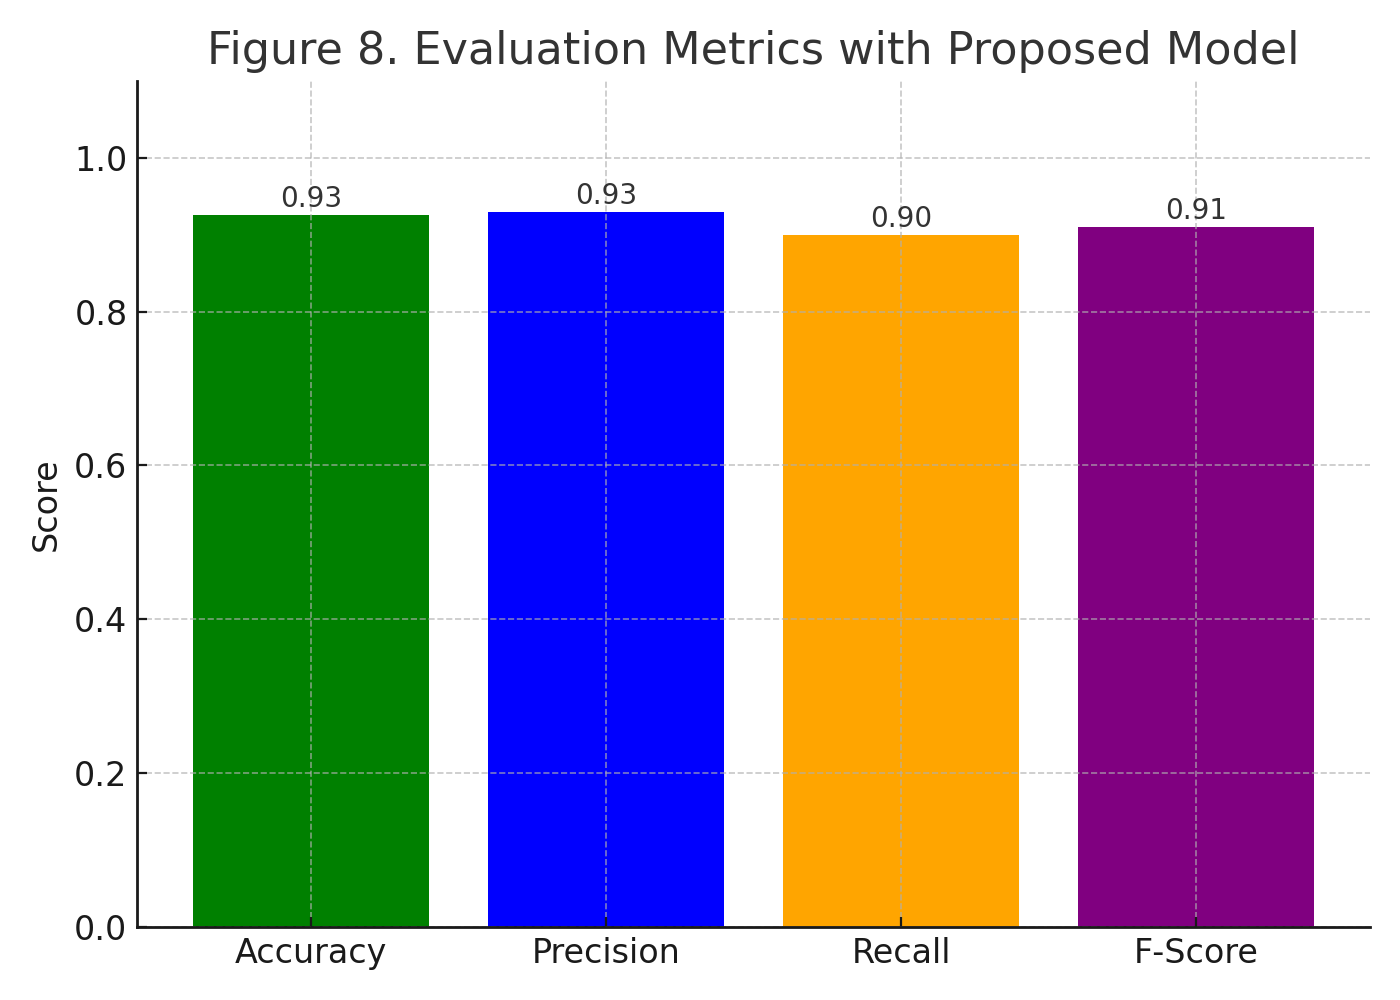 Figure 8. Evaluation Metrics with Proposed Model
Score
1.0
0.8
0.6
0.4
0.2
0.0
0.93
0.93
0.90
0.91
Accuracy
Precision
Recall
F-Score